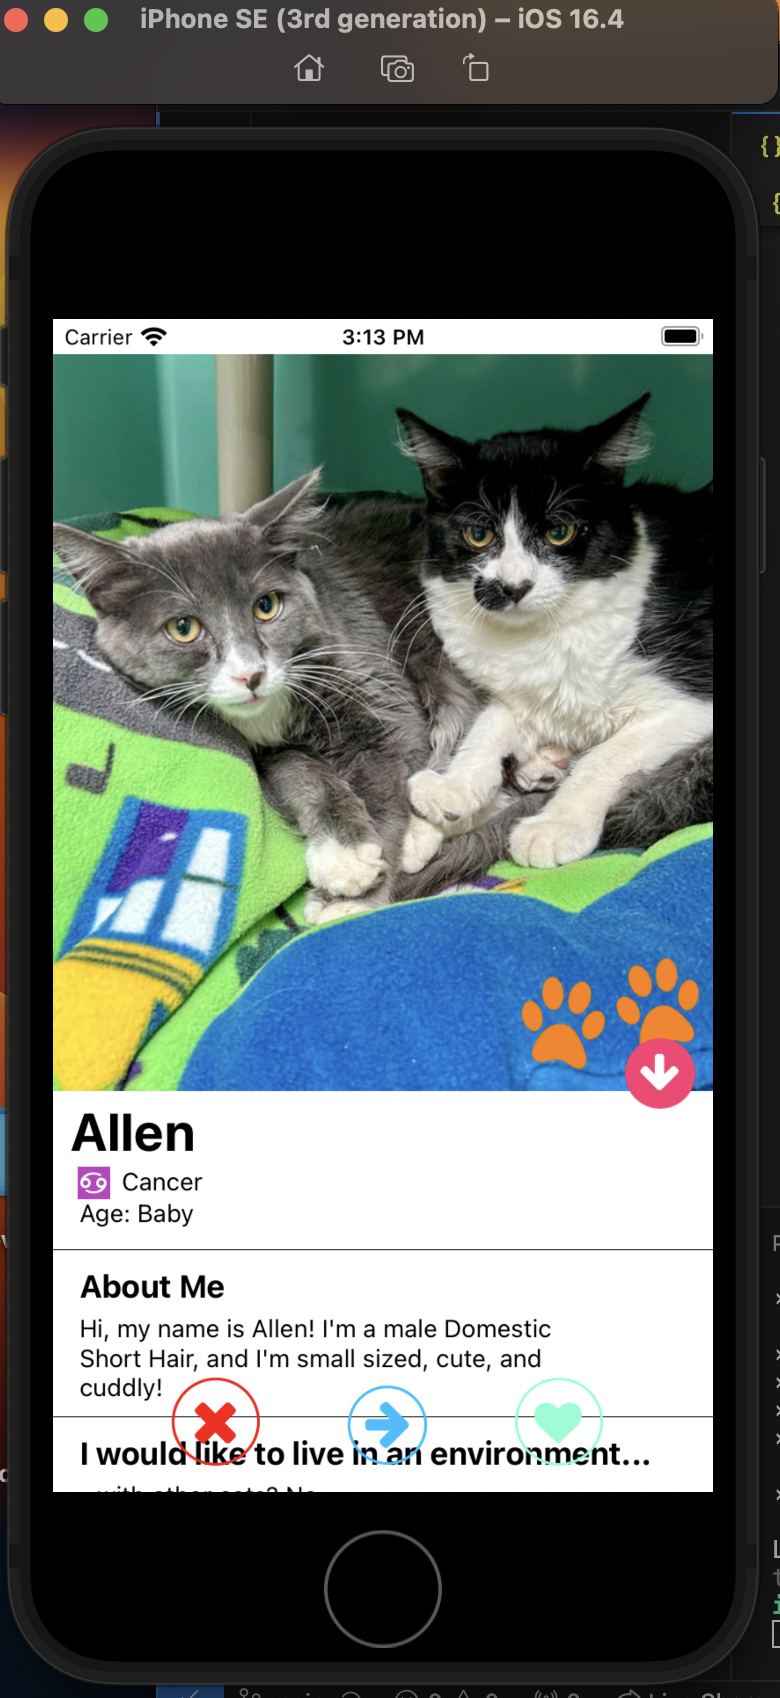 iPhone SE (3rd generation) – iOS 16.4
Carrier 3:13 PM
Allen
♋ Cancer
Age: Baby
About Me
Hi, my name is Allen! I'm a male Domestic
Short Hair, and I'm small sized, cute, and
cuddly!
I would like to live in an environment...